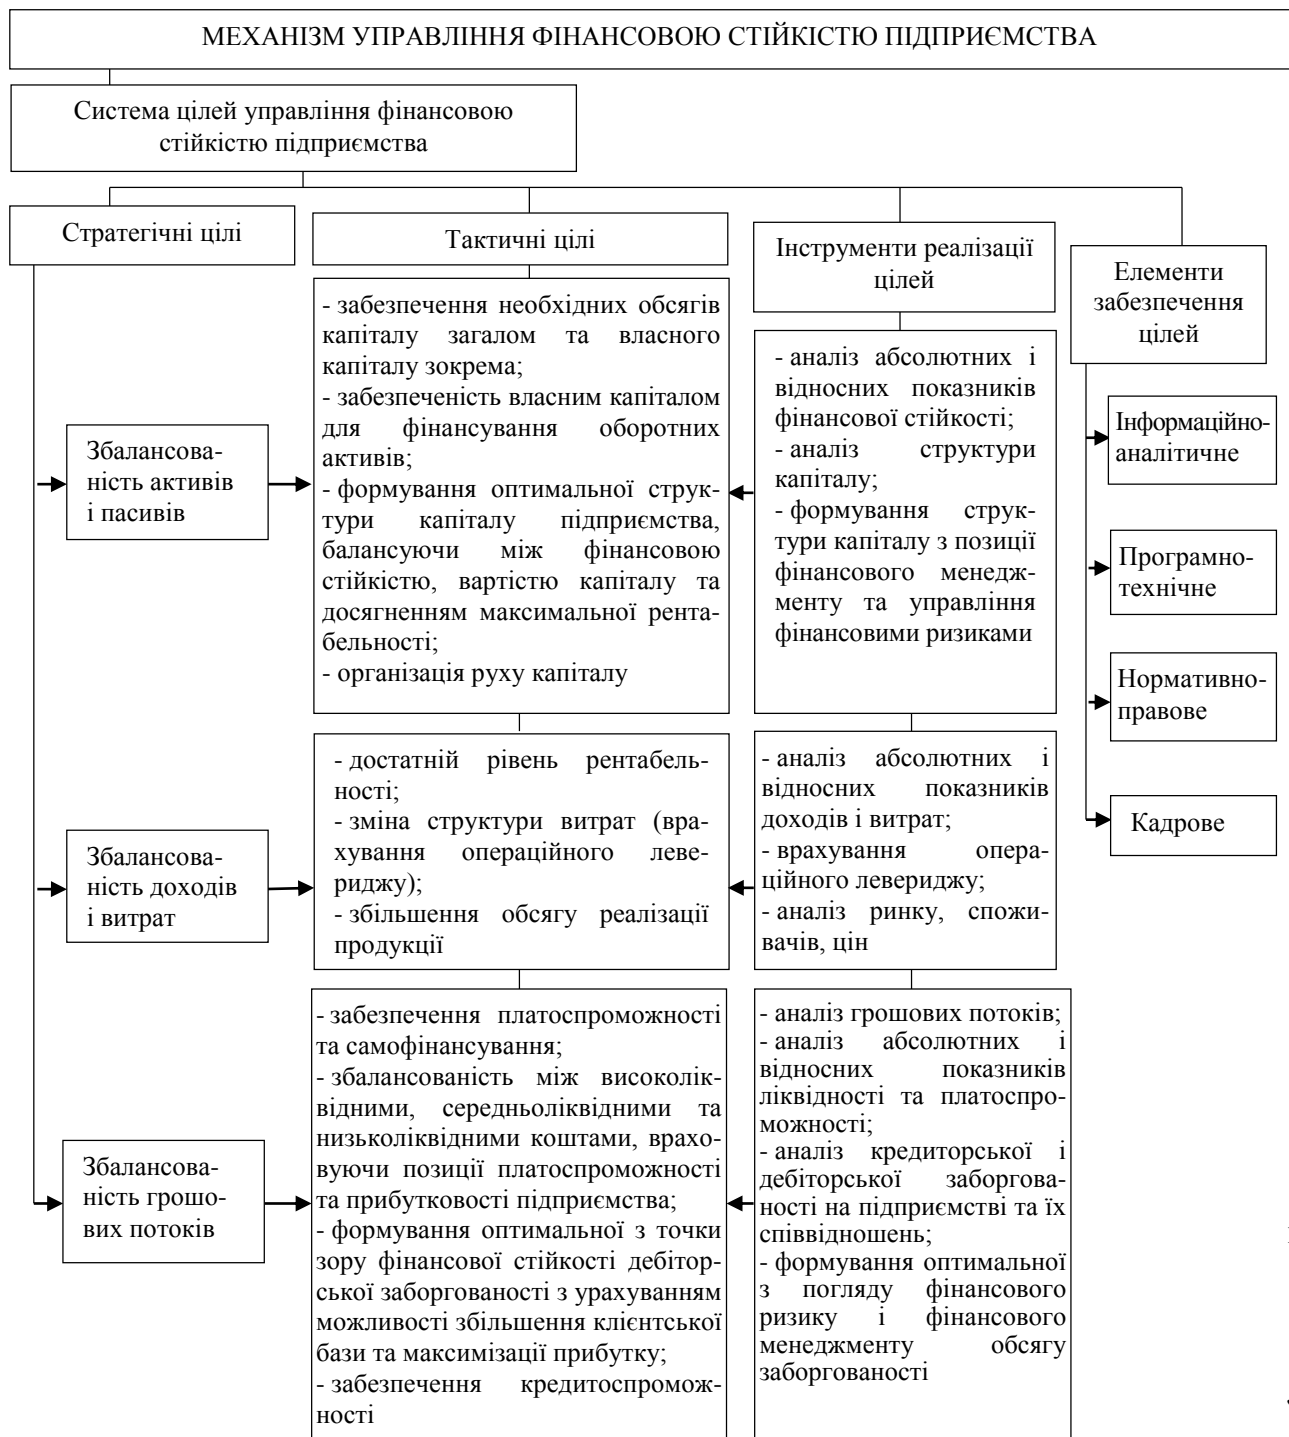 МЕХАНІЗМ УПРАВЛІННЯ ФІНАНСОВОЮ СТІЙКІСТЮ ПІДПРИЄМСТВА
Система цілей управління фінансовою
стійкістю підприємства
Стратегічні цілі
Тактичні цілі
Інструменти реалізації
цілей
Елементи
забезпечення
цілей
Збалансова-
ність активів
і пасивів
- забезпечення необхідних обсягів
капіталу загалом та власного
капіталу зокрема;
- забезпеченість власним капіталом
для фінансування оборотних
активів;
- формування оптимальної струк-
тури капіталу підприємства,
балансуючи між фінансовою
стійкістю, вартістю капіталу та
досягненням максимальної рента-
бельності;
- організація руху капіталу
- аналіз абсолютних і
відносних показників
фінансової стійкості;
- аналіз структури
капіталу;
- формування струк-
тури капіталу з позиції
фінансового менедж-
менту та управління
фінансовими ризиками
Інформаційно-
аналітичне
Програмно-
технічне
Нормативно-
правове
Кадрове
Збалансова-
ність доходів
і витрат
- достатній рівень рентабель-
ності;
- зміна структури витрат (вра-
хування операційного леве-
риджу);
- збільшення обсягу реалізації
продукції
- аналіз абсолютних і
відносних показників
доходів і витрат;
- врахування опера-
ційного левериджу;
- аналіз ринку, спожи-
вачів, цін
Збалансова-
ність грошо-
вих потоків
- забезпечення платоспроможності
та самофінансування;
- збалансованість між високолік-
відними, середньоліквідними та
низьколіквідними коштами, врахо-
вуючи позиції платоспроможності
та прибутковості підприємства;
- формування оптимальної з точки
зору фінансової стійкості дебітор-
ської заборгованості з урахуванням
можливості збільшення клієнтської
бази та максимізації прибутку;
- забезпечення кредитоспромож-
ності
- аналіз грошових потоків;
- аналіз абсолютних і
відносних показників
ліквідності та платоспро-
можності;
- аналіз кредиторської і
дебіторської заборгова-
ності на підприємстві та їх
співвідношень;
- формування оптимальної
з погляду фінансового
ризику і фінансового
менеджменту обсягу
заборгованості